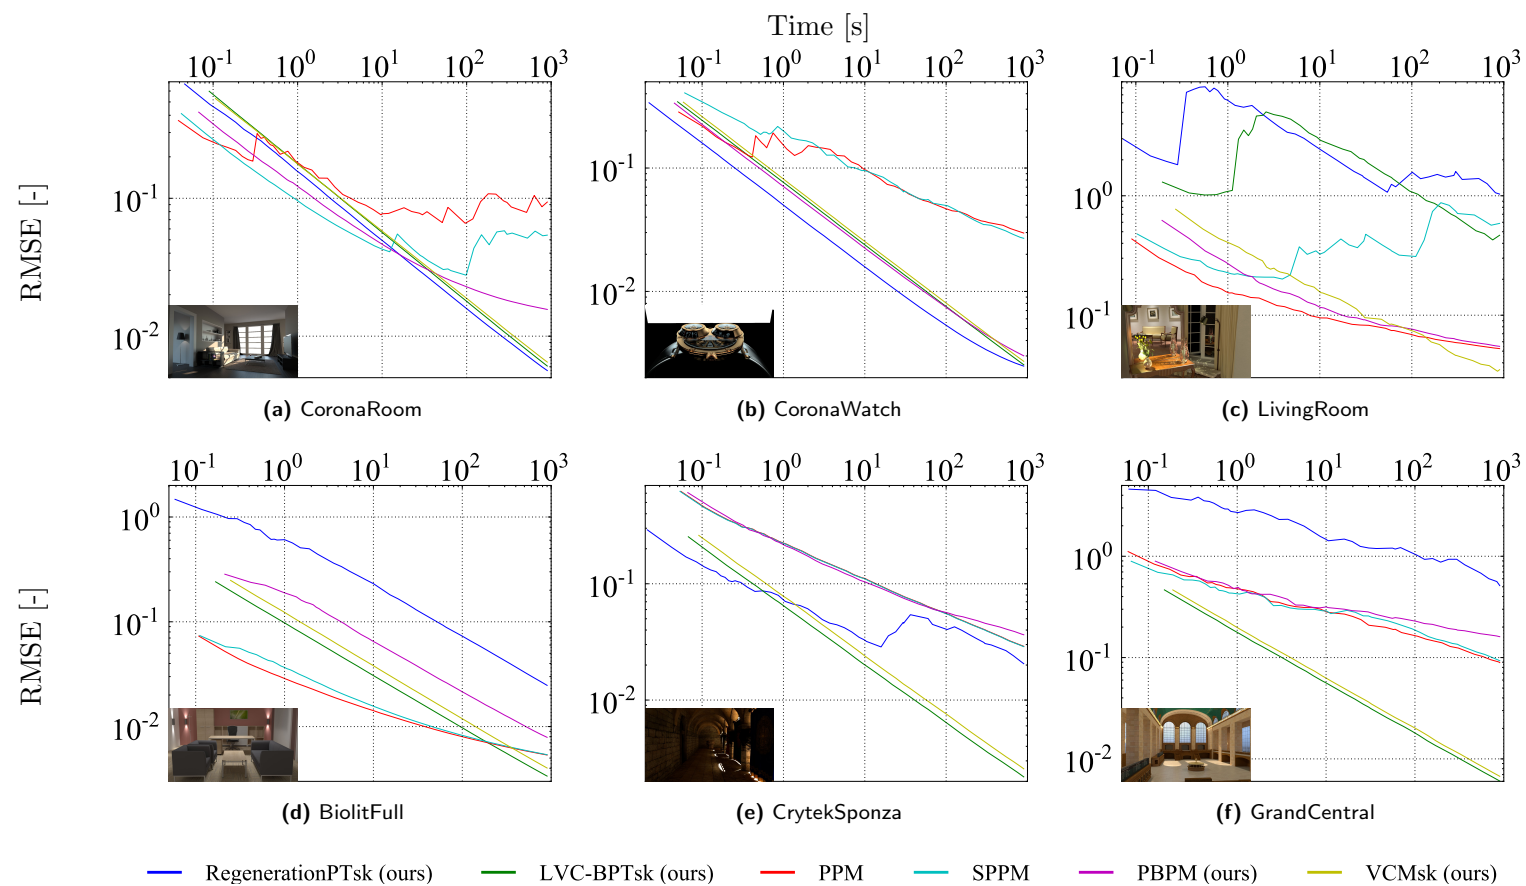 Time [s]
10^-1 10^0 10^1 10^2 10^3
10^-1 10^0 10^1 10^2 10^3
10^-1 10^0 10^1 10^2 10^3
RMSE [-]
10^-1
10^-2
10^-1
10^-2
10^0
10^-1
(a) CoronaRoom
(b) CoronaWatch
(c) LivingRoom
10^-1 10^0 10^1 10^2 10^3
10^-1 10^0 10^1 10^2 10^3
10^-1 10^0 10^1 10^2 10^3
RMSE [-]
10^0
10^-1
10^-2
10^-1
10^-2
10^0
10^-1
10^-2
(d) BiolitFull
(e) CrytekSponza
(f) GrandCentral
RegenerationPTsk (ours) LVC-BPTsk (ours) PPM SPPM PBPM (ours) VCMsk (ours)